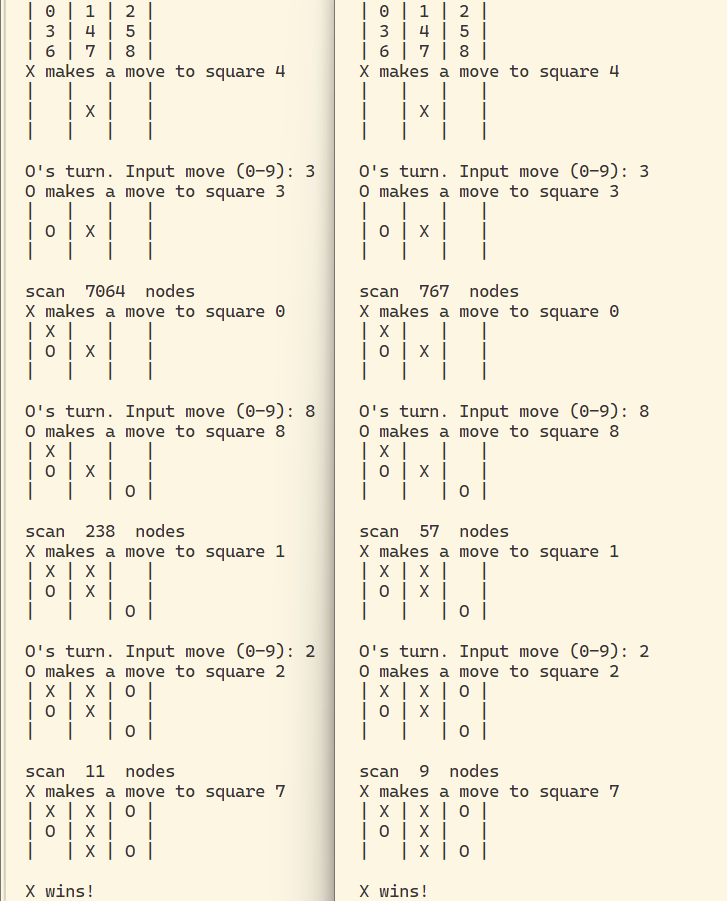 | 0 | 1 | 2 |
| 3 | 4 | 5 |
| 6 | 7 | 8 |
X makes a move to square 4
|   |   |   |
|   | X |   |
|   |   |   |
O's turn. Input move (0-9): 3
O makes a move to square 3
|   |   |   |
| O | X |   |
|   |   |   |
scan  7064  nodes
X makes a move to square 0
| X |   |   |
| O | X |   |
|   |   |   |
O's turn. Input move (0-9): 8
O makes a move to square 8
| X |   |   |
| O | X |   |
|   |   | O |
scan  238  nodes
X makes a move to square 1
| X | X |   |
| O | X |   |
|   |   | O |
O's turn. Input move (0-9): 2
O makes a move to square 2
| X | X | O |
| O | X |   |
|   |   | O |
scan  11  nodes
X makes a move to square 7
| X | X | O |
| O | X |   |
|   | X | O |
X wins!
| 0 | 1 | 2 |
| 3 | 4 | 5 |
| 6 | 7 | 8 |
X makes a move to square 4
|   |   |   |
|   | X |   |
|   |   |   |
O's turn. Input move (0-9): 3
O makes a move to square 3
|   |   |   |
| O | X |   |
|   |   |   |
scan  767  nodes
X makes a move to square 0
| X |   |   |
| O | X |   |
|   |   |   |
O's turn. Input move (0-9): 8
O makes a move to square 8
| X |   |   |
| O | X |   |
|   |   | O |
scan  57  nodes
X makes a move to square 1
| X | X |   |
| O | X |   |
|   |   | O |
O's turn. Input move (0-9): 2
O makes a move to square 2
| X | X | O |
| O | X |   |
|   |   | O |
scan  9  nodes
X makes a move to square 7
| X | X | O |
| O | X |   |
|   | X | O |
X wins!